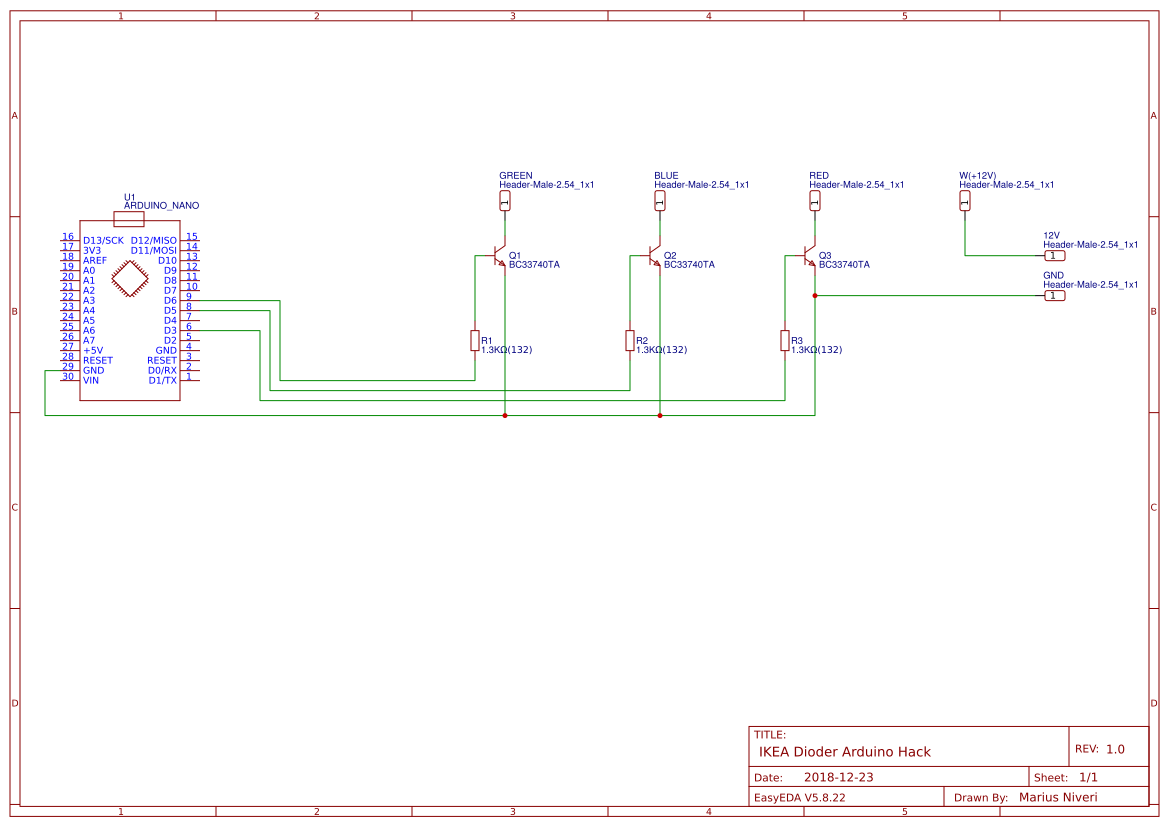 1 2 3 4 5
A A
GREEN
Header-Male-2.54_1x1
1
BLUE
Header-Male-2.54_1x1
1
RED
Header-Male-2.54_1x1
1
W(+12V)
Header-Male-2.54_1x1
1
U1
ARDUINO_NANO
16 D13/SCK D12/MISO 15
17 3V3 D11/MOSI 14
18 AREF D10 13
19 A0 D9 12
20 A1 D8 11
21 A2 D7 10
22 A3 D6 9
23 A4 D5 8
24 A5 D4 7
25 A6 D3 6
26 A7 D2 5
27 +5V GND 4
28 RESET RESET 3
29 GND D0/RX 2
30 VIN D1/TX 1
Q1
BC33740TA
Q2
BC33740TA
Q3
BC33740TA
12V
Header-Male-2.54_1x1
1
GND
Header-Male-2.54_1x1
1
B B
R1
1.3KΩ(132)
R2
1.3KΩ(132)
R3
1.3KΩ(132)
C C
D D
TITLE:
IKEA Dioder Arduino Hack
REV: 1.0
Date: 2018-12-23
Sheet: 1/1
EasyEDA V5.8.22
Drawn By: Marius Niveri
1 2 3 4 5